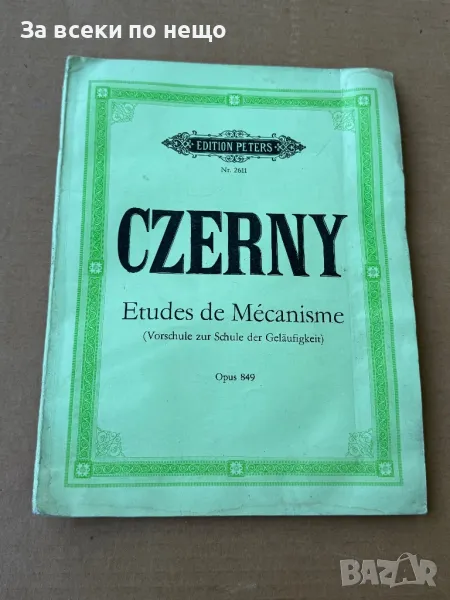 За всеки по нещо
EDITION PETERS
Nr. 2611
CZERNY
Etudes de Mécanisme
(Vorschule zur Schule der Geläufigkeit)
Opus 849
BAZAR